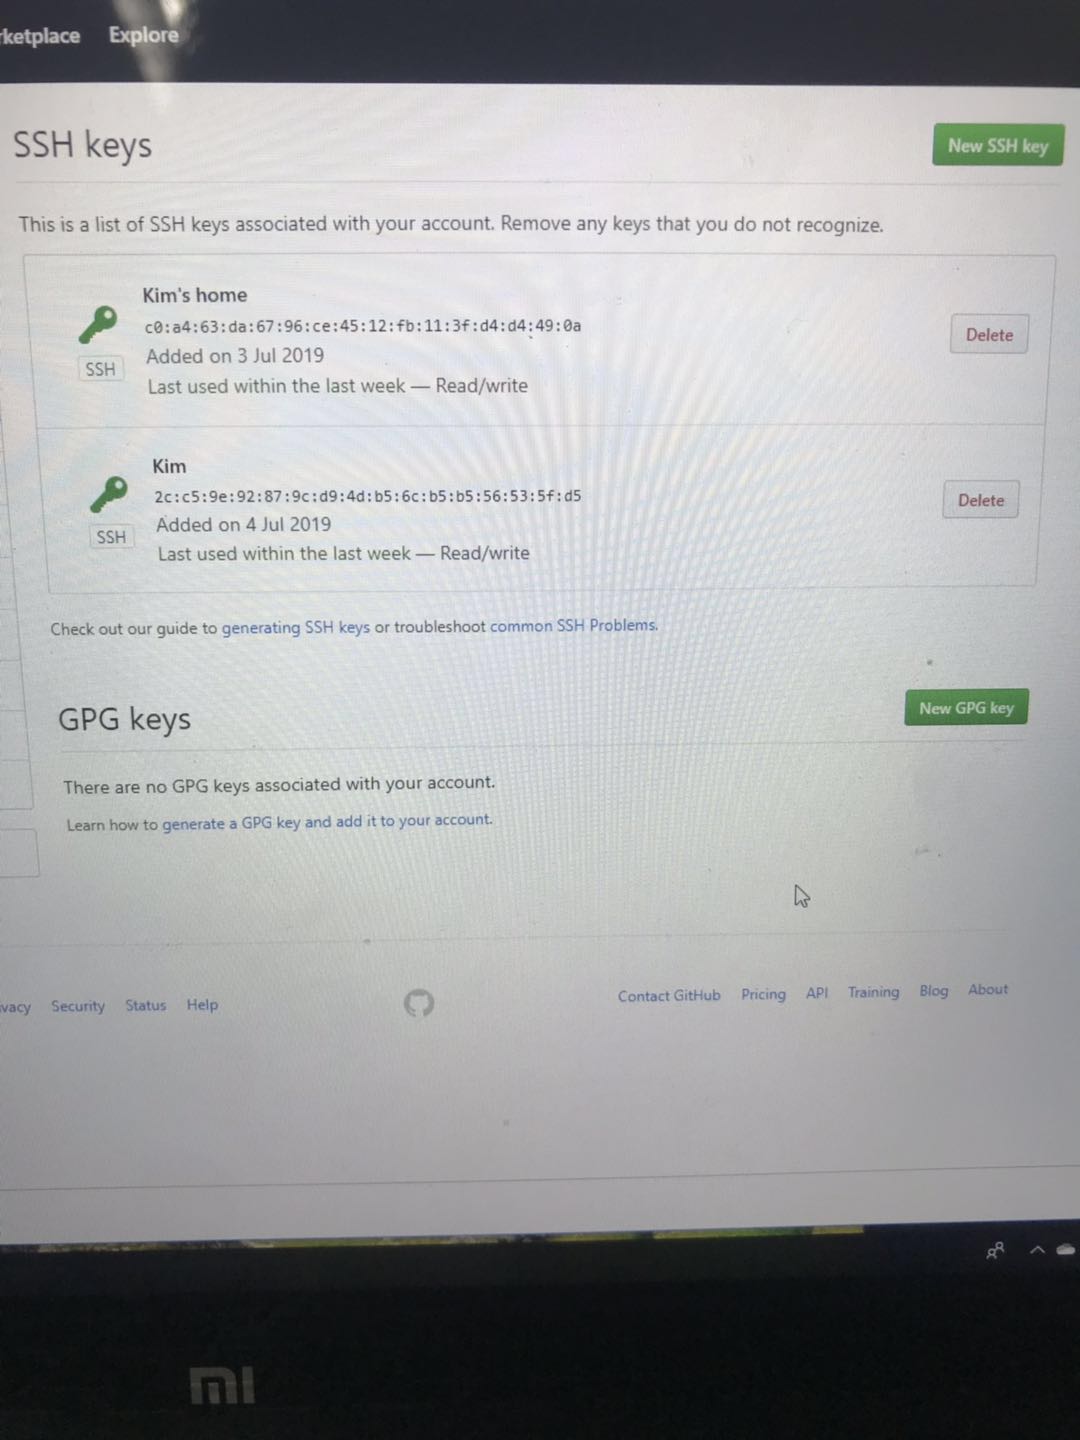 Explore
SSH keys
New SSH key
This is a list of SSH keys associated with your account. Remove any keys that you do not recognize.
Kim's home
c0:a4:63:da:67:96:ce:45:12:fb:11:3f:d4:d4:49:0a
Added on 3 Jul 2019
Last used within the last week — Read/write
SSH
Delete
Kim
2c:c5:9e:92:87:9c:d9:4d:b5:6c:b5:b5:56:53:5f:d5
Added on 4 Jul 2019
Last used within the last week — Read/write
SSH
Delete
Check out our guide to generating SSH keys or troubleshoot common SSH Problems.
GPG keys
New GPG key
There are no GPG keys associated with your account.
Learn how to generate a GPG key and add it to your account.
Security Status Help
Contact GitHub Pricing API Training Blog About
mi